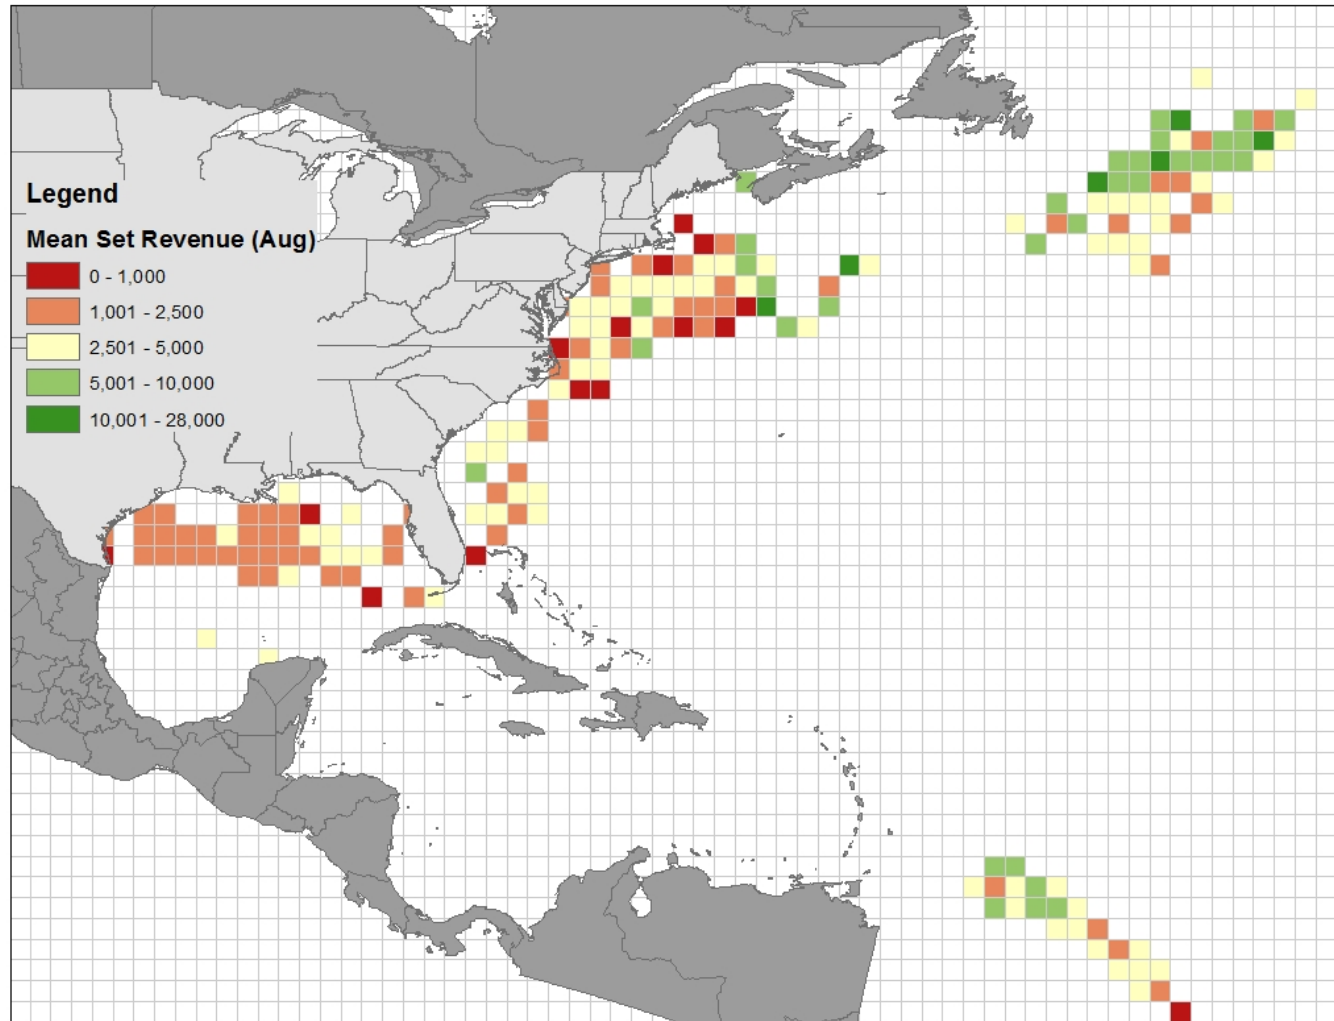 Legend
Mean Set Revenue (Aug)
0 - 1,000
1,001 - 2,500
2,501 - 5,000
5,001 - 10,000
10,001 - 28,000